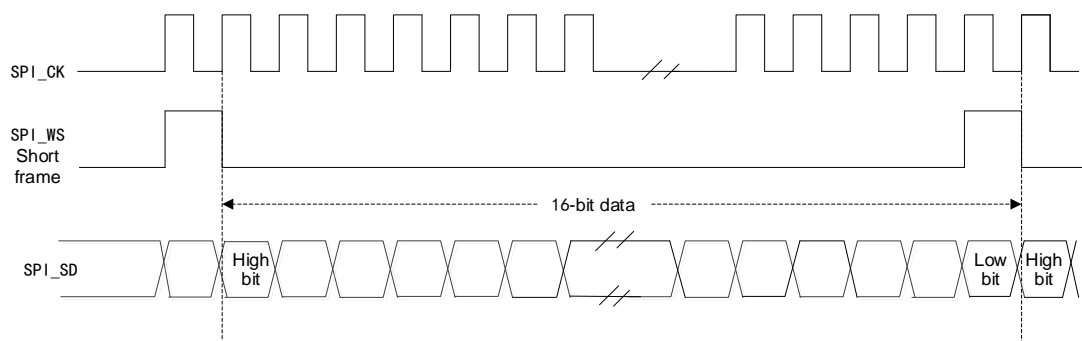 SPI_CK
SPI_WS
Short
frame
16-bit data
SPI_SD
High
bit
Low
bit
High
bit